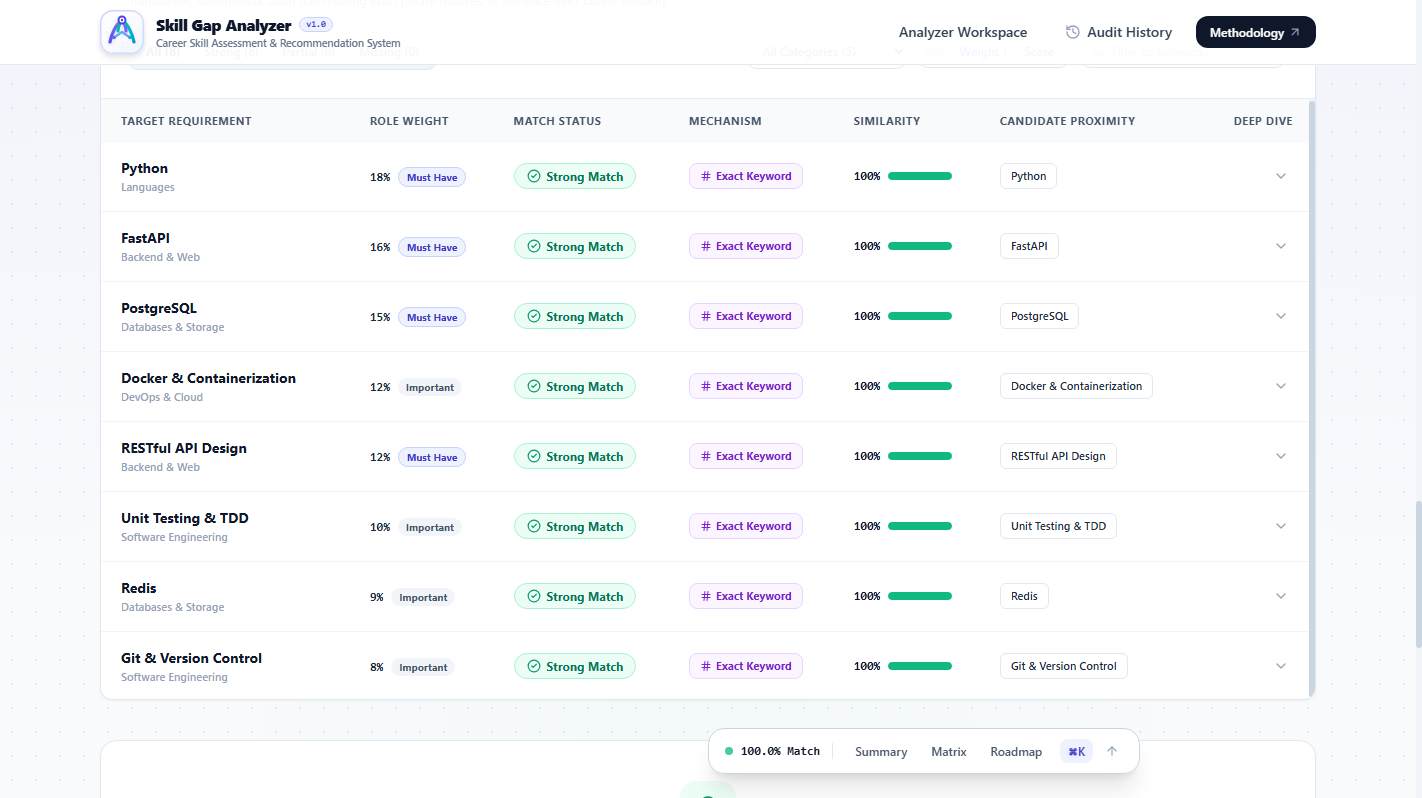 Skill Gap Analyzer v1.0
Career Skill Assessment & Recommendation System
Analyzer Workspace
Audit History
Methodology
All Categories (5)
Weight
Score
TARGET REQUIREMENT ROLE WEIGHT MATCH STATUS MECHANISM SIMILARITY CANDIDATE PROXIMITY DEEP DIVE
Python
Languages
18% Must Have Strong Match # Exact Keyword 100% Python
FastAPI
Backend & Web
16% Must Have Strong Match # Exact Keyword 100% FastAPI
PostgreSQL
Databases & Storage
15% Must Have Strong Match # Exact Keyword 100% PostgreSQL
Docker & Containerization
DevOps & Cloud
12% Important Strong Match # Exact Keyword 100% Docker & Containerization
RESTful API Design
Backend & Web
12% Must Have Strong Match # Exact Keyword 100% RESTful API Design
Unit Testing & TDD
Software Engineering
10% Important Strong Match # Exact Keyword 100% Unit Testing & TDD
Redis
Databases & Storage
9% Important Strong Match # Exact Keyword 100% Redis
Git & Version Control
Software Engineering
8% Important Strong Match # Exact Keyword 100% Git & Version Control
100.0% Match Summary Matrix Roadmap ⌘K ↑